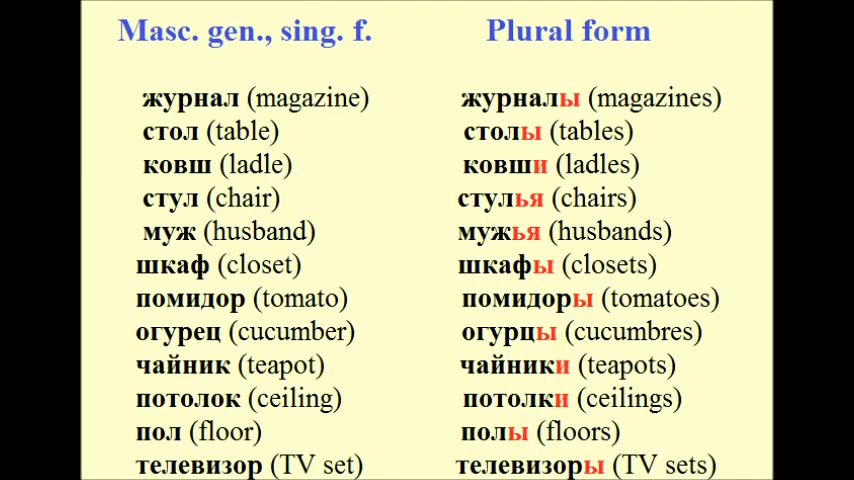 Masc. gen., sing. f. Plural form
журнал (magazine) журналы (magazines)
стол (table) столы (tables)
ковш (ladle) ковши (ladles)
стул (chair) стулья (chairs)
муж (husband) мужья (husbands)
шкаф (closet) шкафы (closets)
помидор (tomato) помидоры (tomatoes)
огурец (cucumber) огурцы (cucumbres)
чайник (teapot) чайники (teapots)
потолок (ceiling) потолки (ceilings)
пол (floor) полы (floors)
телевизор (TV set) телевизоры (TV sets)